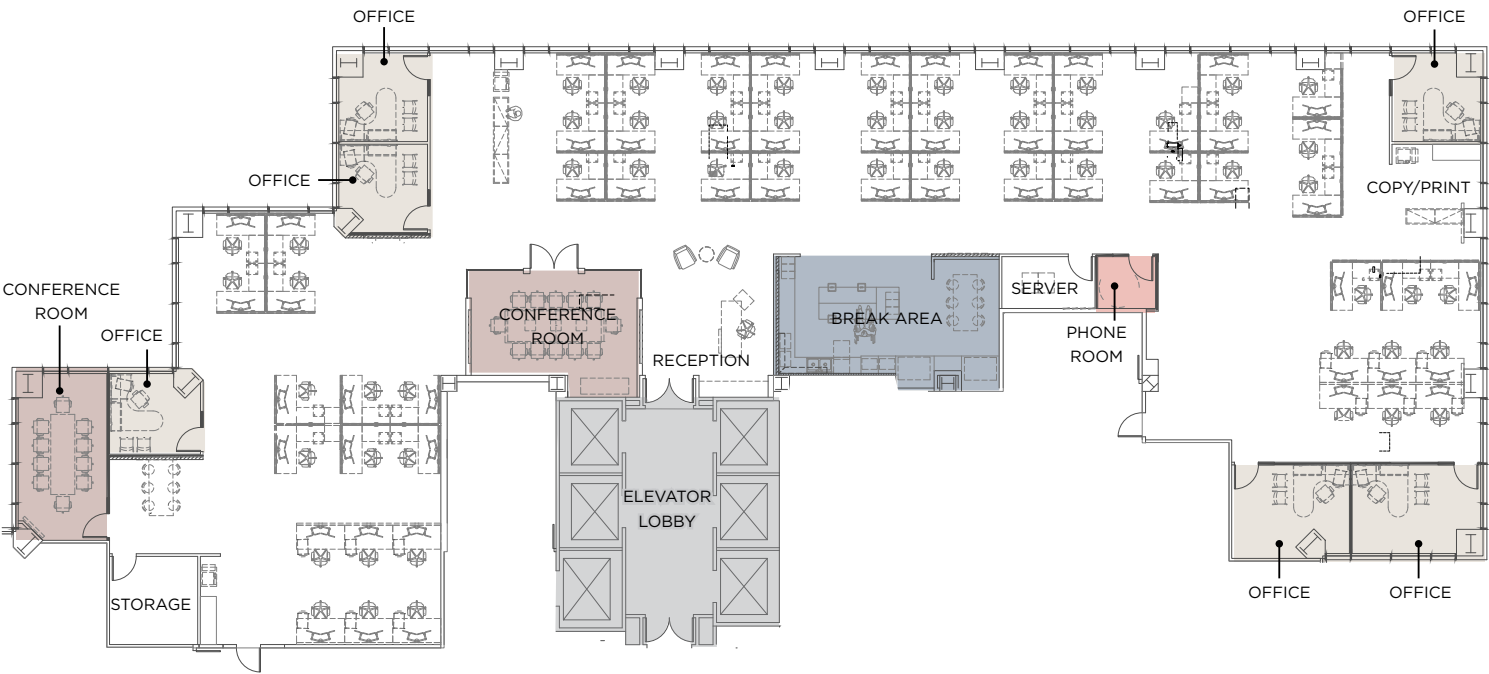 OFFICE
OFFICE
OFFICE
COPY/PRINT
CONFERENCE
ROOM
OFFICE
CONFERENCE
ROOM
RECEPTION
BREAK AREA
SERVER
PHONE
ROOM
ELEVATOR
LOBBY
STORAGE
OFFICE
OFFICE